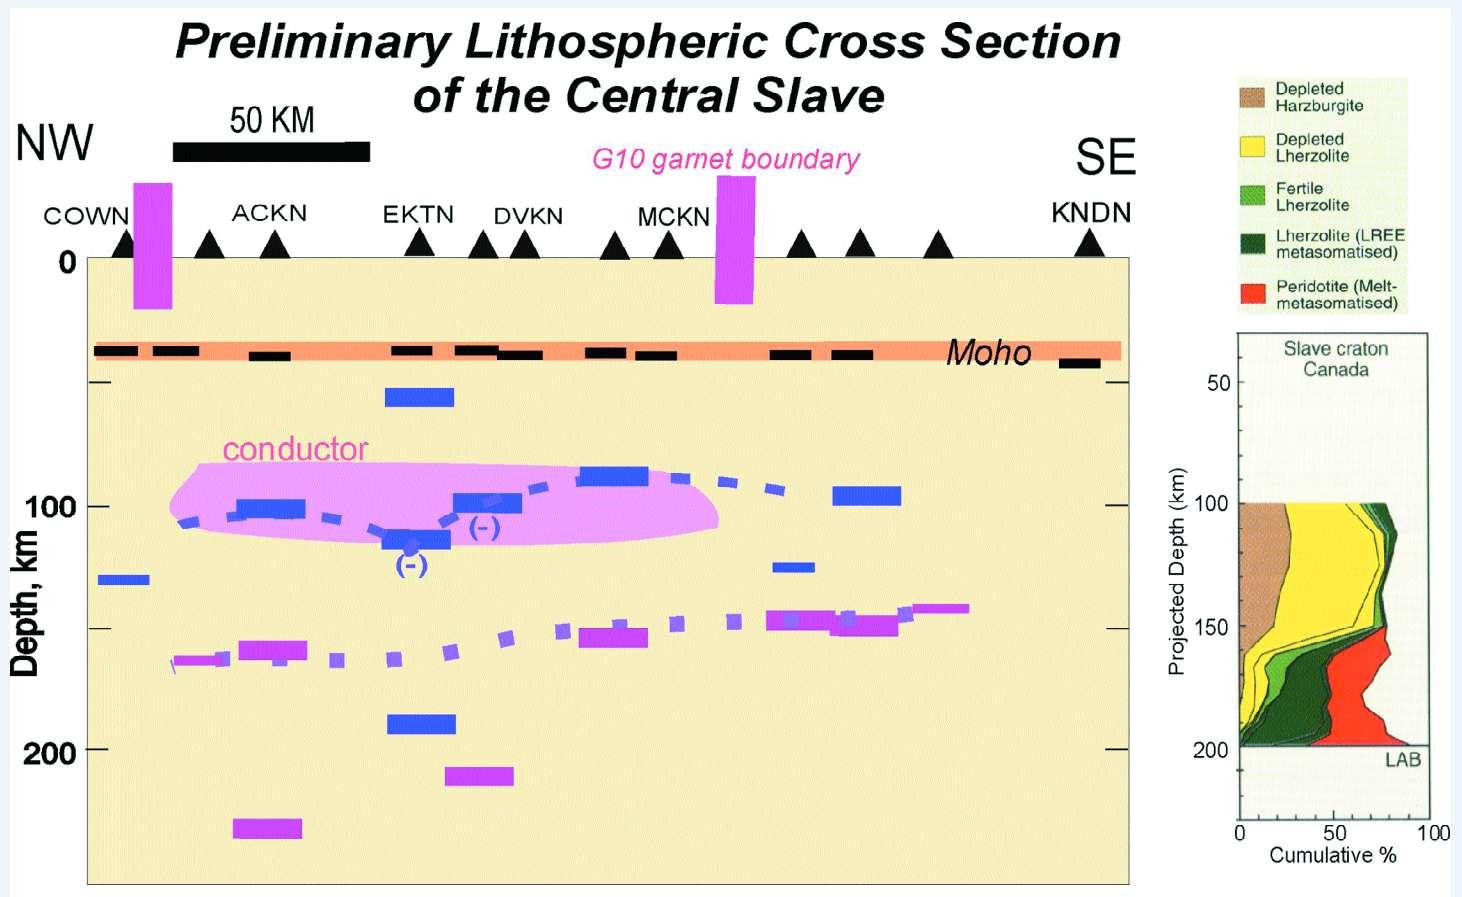 Preliminary Lithospheric Cross Section
of the Central Slave
50 KM
NW
SE
G10 garnet boundary
COWN
ACKN
EKTN
DVKN
MCKN
KNDN
0
Moho
conductor
100
(-)
(-)
200
Depth, km
Depleted
Harzburgite
Depleted
Lherzolite
Fertile
Lherzolite
Lherzolite (LREE
metasomatised)
Peridotite (Melt-
metasomatised)
Slave craton
Canada
50
100
150
200
LAB
Projected Depth (km)
0
50
100
Cumulative %